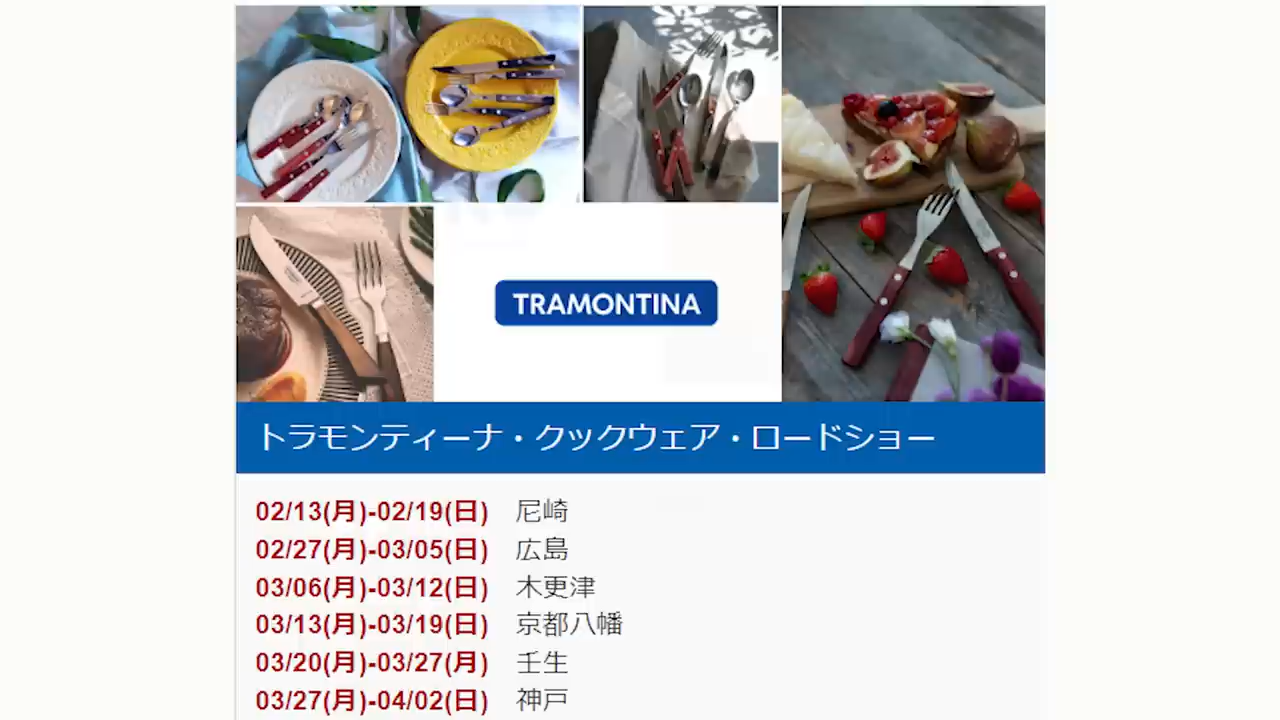 TRAMONTINA
トラモンティーナ・クックウェア・ロードショー
02/13(月)-02/19(日) 尼崎
02/27(月)-03/05(日) 広島
03/06(月)-03/12(日) 木更津
03/13(月)-03/19(日) 京都八幡
03/20(月)-03/27(月) 壬生
03/27(月)-04/02(日) 神戸